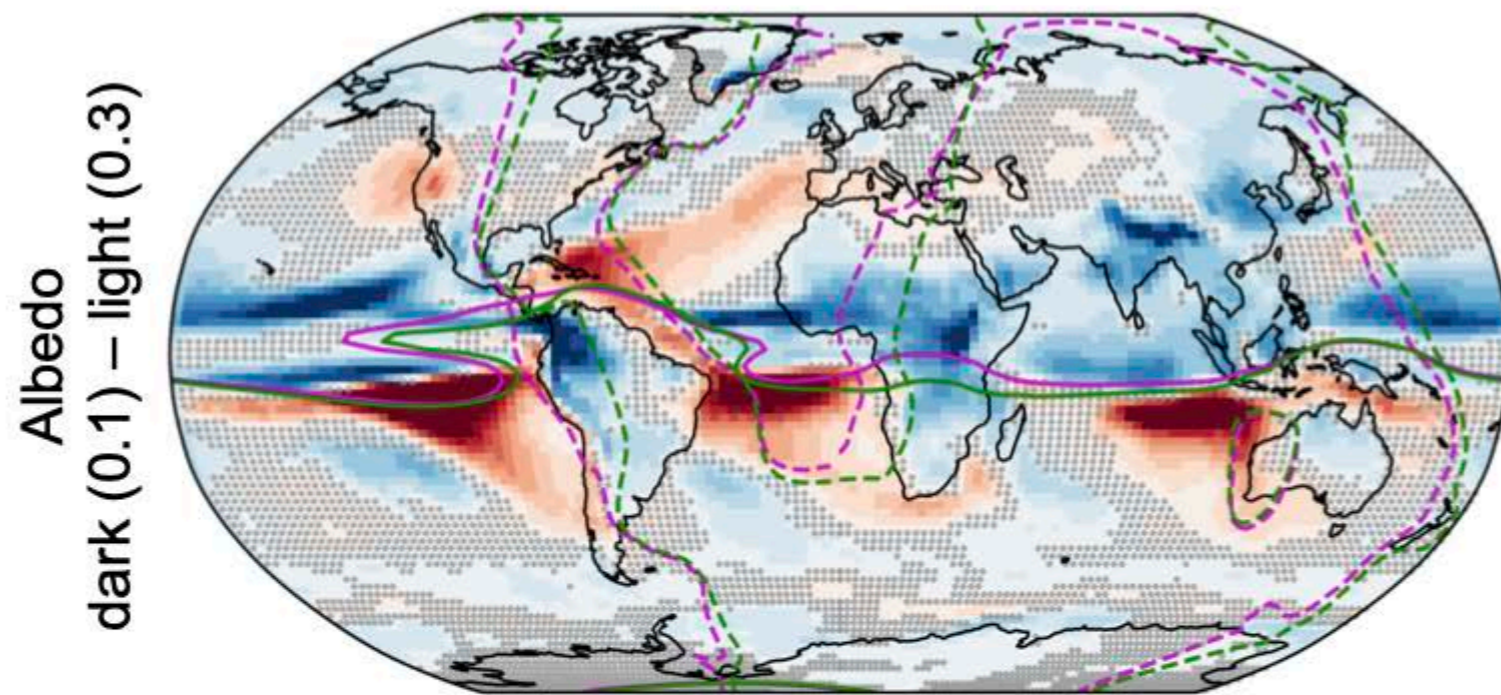 Albedo
dark (0.1) – light (0.3)